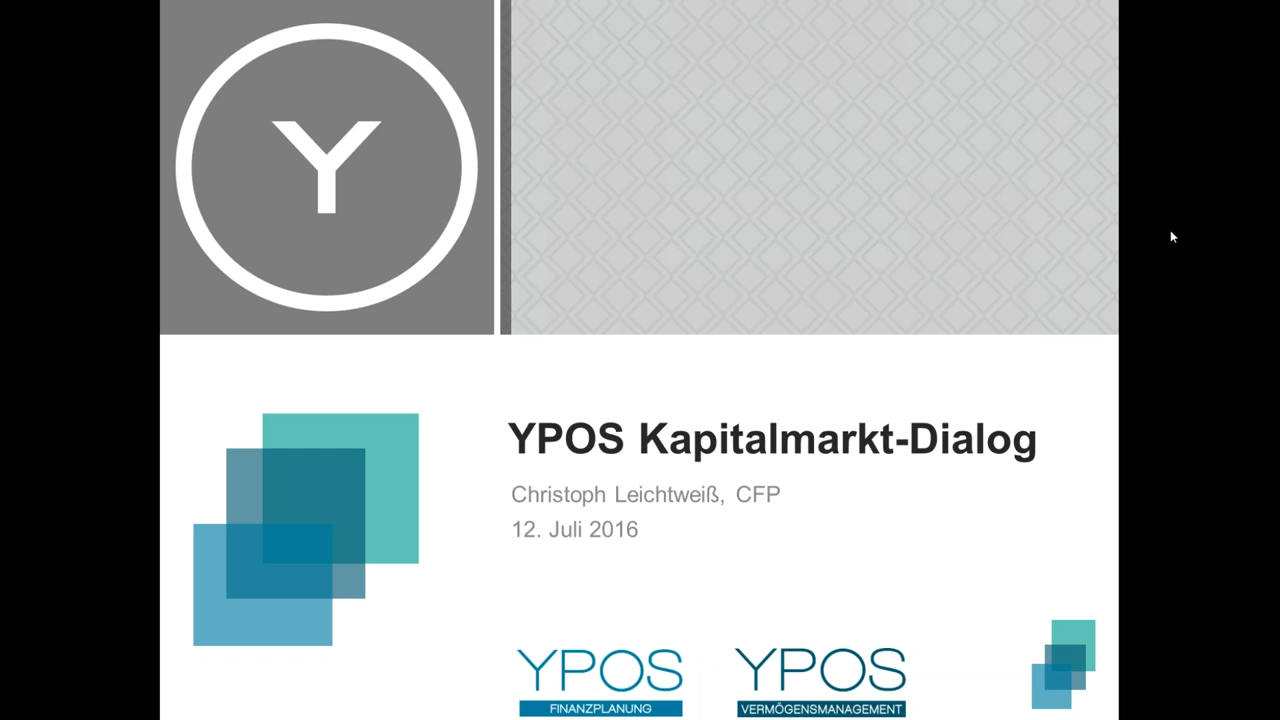 Y
YPOS Kapitalmarkt-Dialog
Christoph Leichtweiß, CFP
12. Juli 2016
YPOS
FINANZPLANUNG
YPOS
VERMÖGENSMANAGEMENT